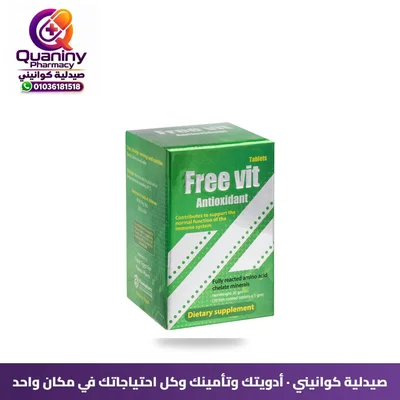 Quaniny
Pharmacy
صيدلية كوانيني
01036181518
Tablets
Free vit
Antioxidant
Contributes to support the
normal function of the
immune system
Fully reacted amino acid
chelate minerals
Dietary supplement
صيدلية كوانيني - أدويتك وتأمينك وكل احتياجاتك في مكان واحد